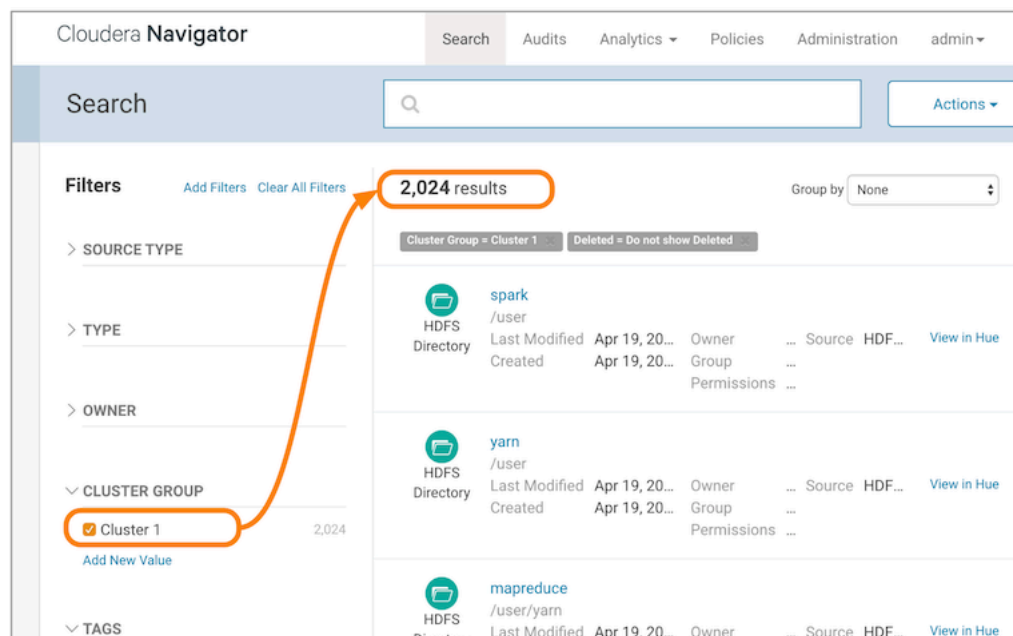 Cloudera Navigator
Search Audits Analytics Policies Administration admin
Search
Actions
Filters Add Filters Clear All Filters
SOURCE TYPE
TYPE
OWNER
CLUSTER GROUP
Cluster 1 2,024
Add New Value
TAGS
2,024 results
Group by None
Cluster Group = Cluster 1 × Deleted = Do not show Deleted ×
HDFS Directory
spark
/user
Last Modified Apr 19, 20... Owner ... Source HDF... View in Hue
Created Apr 19, 20... Group ...
Permissions ...
HDFS Directory
yarn
/user
Last Modified Apr 19, 20... Owner ... Source HDF... View in Hue
Created Apr 19, 20... Group ...
Permissions ...
HDFS
mapreduce
/user/yarn
Last Modified Apr 19, 20... Owner ... Source HDF... View in Hue